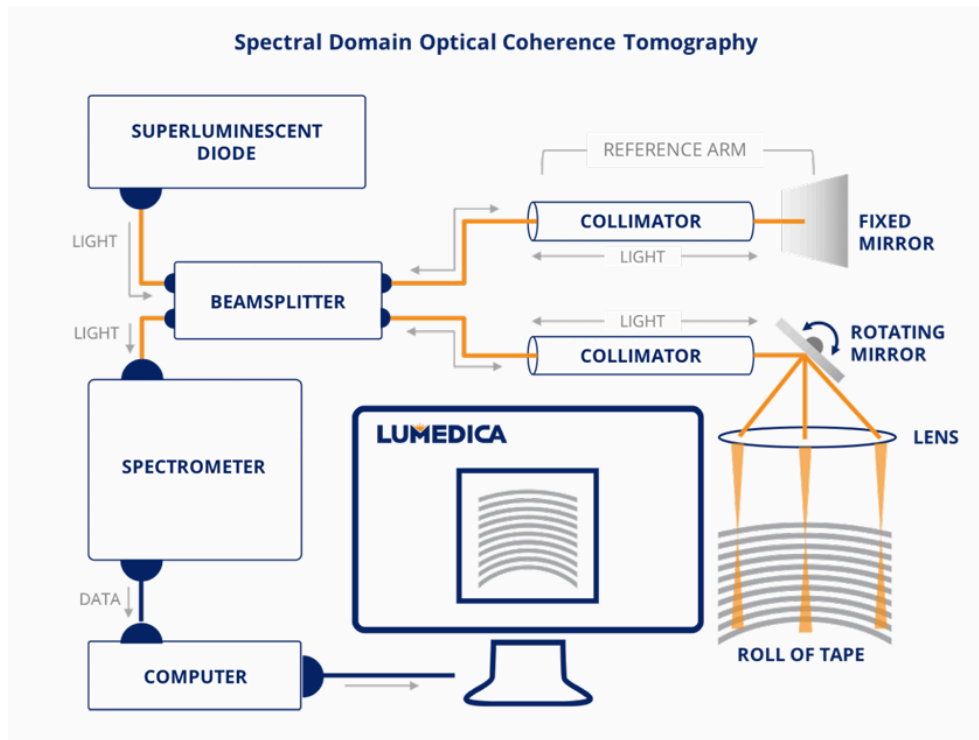 Spectral Domain Optical Coherence Tomography
SUPERLUMINESCENT
DIODE
REFERENCE ARM
COLLIMATOR
FIXED
MIRROR
LIGHT
LIGHT
BEAMSPLITTER
LIGHT
LIGHT
COLLIMATOR
ROTATING
MIRROR
LUMEDICA
LENS
SPECTROMETER
DATA
ROLL OF TAPE
COMPUTER